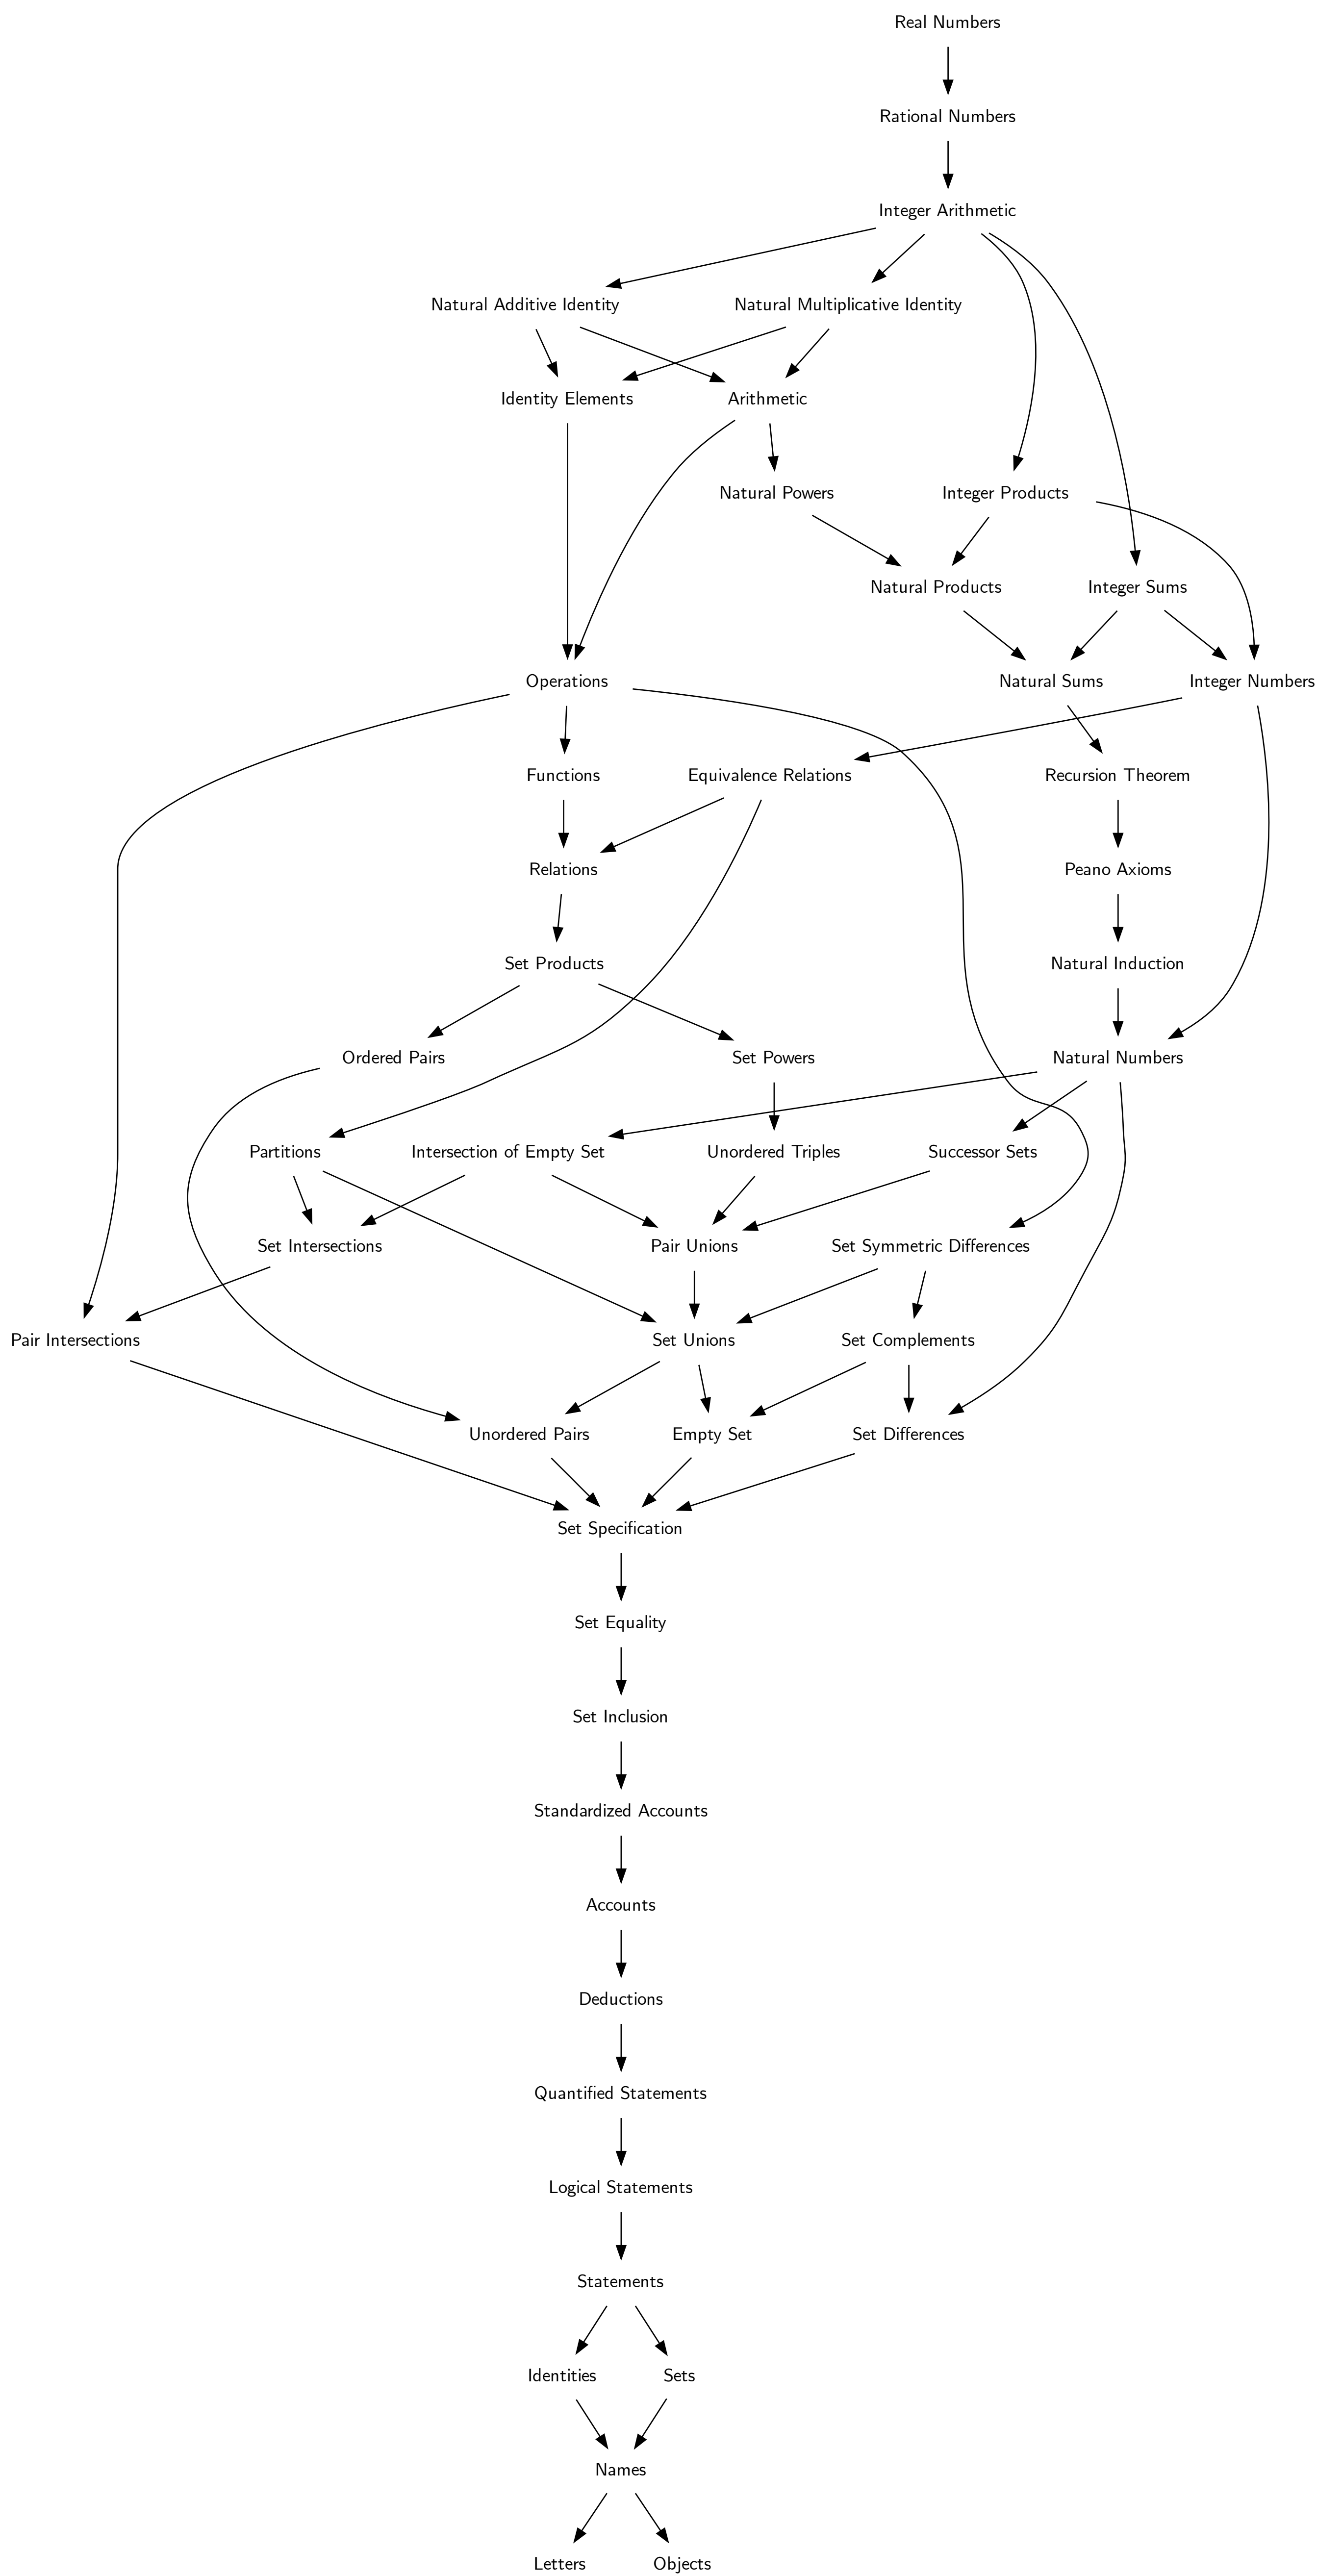 Real Numbers
Rational Numbers
Integer Arithmetic
Natural Additive Identity
Natural Multiplicative Identity
Identity Elements
Arithmetic
Natural Powers
Integer Products
Natural Products
Integer Sums
Operations
Natural Sums
Integer Numbers
Functions
Equivalence Relations
Recursion Theorem
Relations
Peano Axioms
Set Products
Natural Induction
Ordered Pairs
Set Powers
Natural Numbers
Partitions
Intersection of Empty Set
Unordered Triples
Successor Sets
Set Intersections
Pair Unions
Set Symmetric Differences
Pair Intersections
Set Unions
Set Complements
Unordered Pairs
Empty Set
Set Differences
Set Specification
Set Equality
Set Inclusion
Standardized Accounts
Accounts
Deductions
Quantified Statements
Logical Statements
Statements
Identities
Sets
Names
Letters
Objects